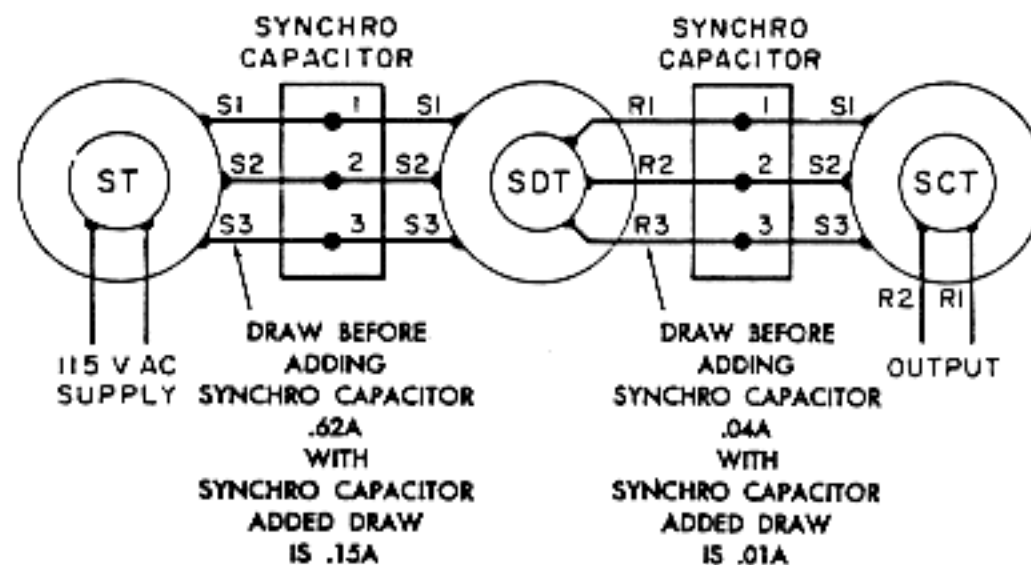 SYNCHRO
CAPACITOR
SYNCHRO
CAPACITOR
S1 1 S1 R1 1 S1
ST S2 2 S2 SDT R2 2 S2 SCT
S3 3 S3 R3 3 S3
R2 R1
115 V AC
SUPPLY
DRAW BEFORE
ADDING
SYNCHRO CAPACITOR
.62A
WITH
SYNCHRO CAPACITOR
ADDED DRAW
IS .15A
DRAW BEFORE
ADDING
SYNCHRO CAPACITOR
.04A
WITH
SYNCHRO CAPACITOR
ADDED DRAW
IS .01A
OUTPUT